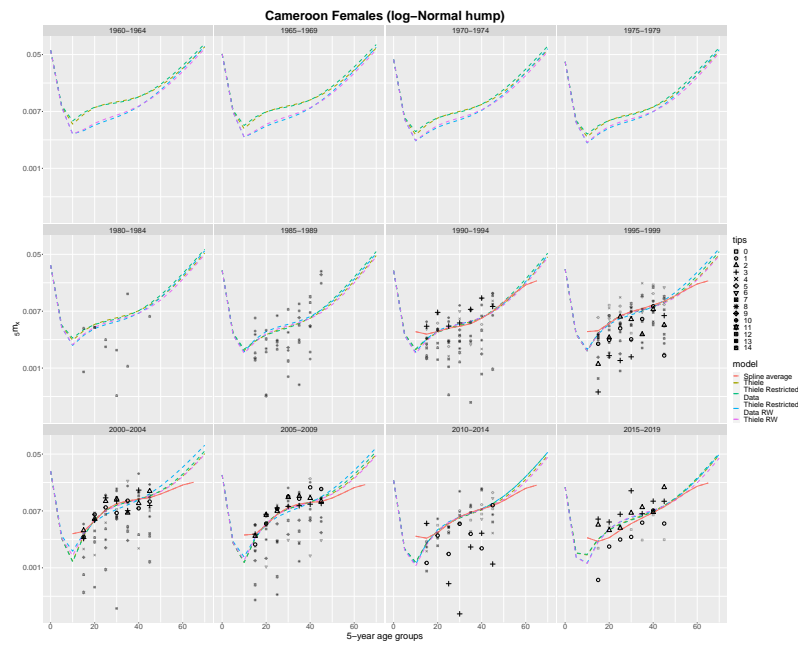 Cameroon Females (log−Normal hump)
1960−1964
1965−1969
1970−1974
1975−1979
0.05
0.007
0.001
1980−1984
1985−1989
1990−1994
1995−1999
0.05
0.007
0.001
2000−2004
2005−2009
2010−2014
2015−2019
0.05
0.007
0.001
0 20 40 60
0 20 40 60
0 20 40 60
0 20 40 60
5−year age groups
5mx
tips
0
1
2
3
4
5
6
7
8
9
10
11
12
13
14
model
Spline average
Thiele
Thiele Restricted
Data
Thiele Restricted
Data RW
Thiele RW